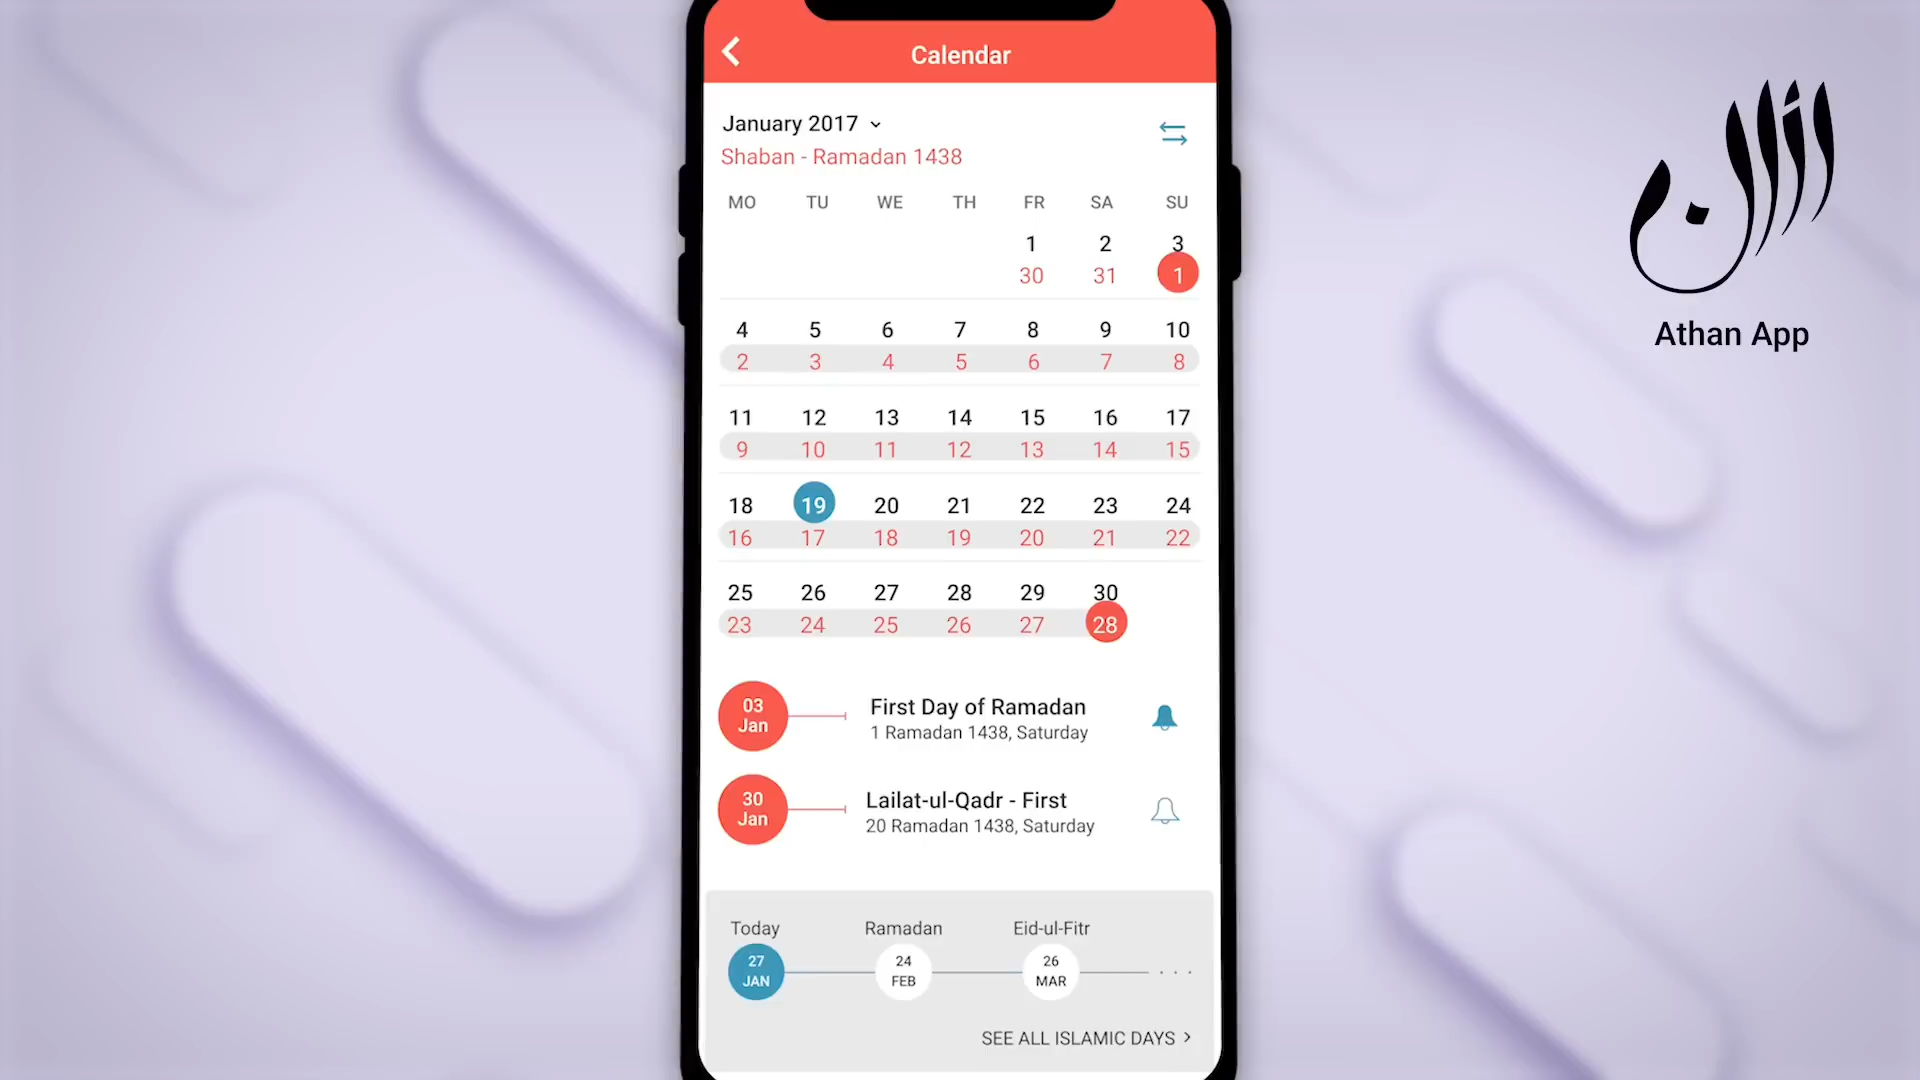 Calendar
January 2017
Shaban - Ramadan 1438
MO TU WE TH FR SA SU
1 2 3
30 31 1
4 5 6 7 8 9 10
2 3 4 5 6 7 8
11 12 13 14 15 16 17
9 10 11 12 13 14 15
18 19 20 21 22 23 24
16 17 18 19 20 21 22
25 26 27 28 29 30
23 24 25 26 27 28
03 Jan
First Day of Ramadan
1 Ramadan 1438, Saturday
30 Jan
Lailat-ul-Qadr - First
20 Ramadan 1438, Saturday
Today Ramadan Eid-ul-Fitr
27 24 26
JAN FEB MAR
SEE ALL ISLAMIC DAYS
اذان
Athan App